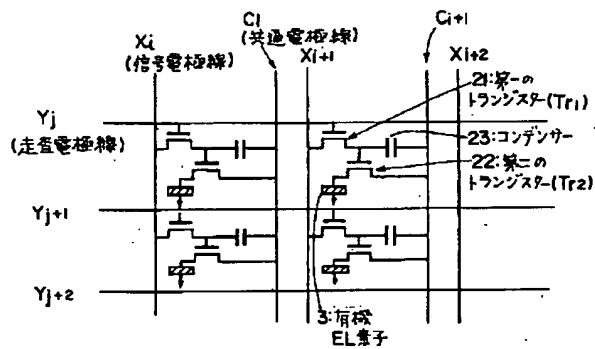 Xi
(信号電極線)
Ci
(共通電極線)
Xi+1
Ci+1
Xi+2
21:第一の
トランジスター(Tr1)
23:コンデンサー
22:第二の
トランジスター(Tr2)
Yj
(走査電極線)
Yj+1
Yj+2
3:有機
EL素子